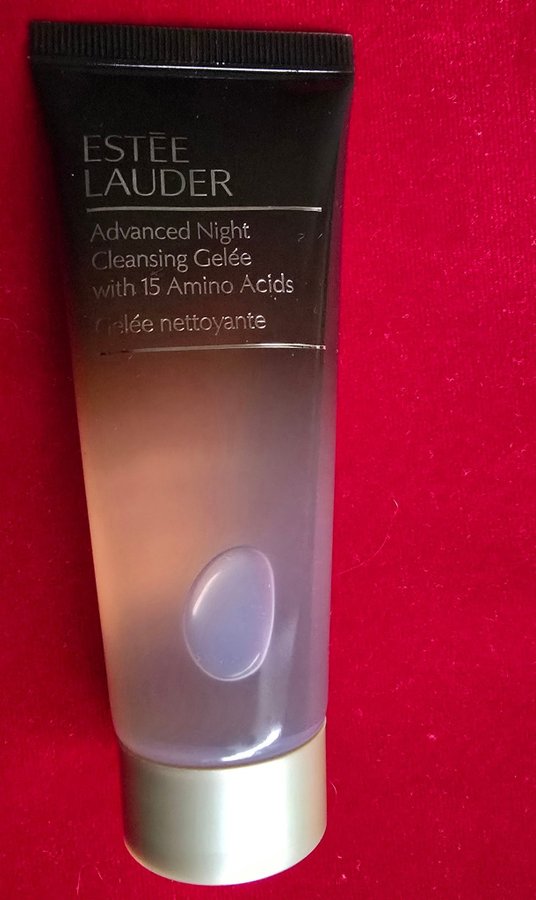 ESTĒE
LAUDER
Advanced Night
Cleansing Gelée
with 15 Amino Acids
Gelée nettoyante